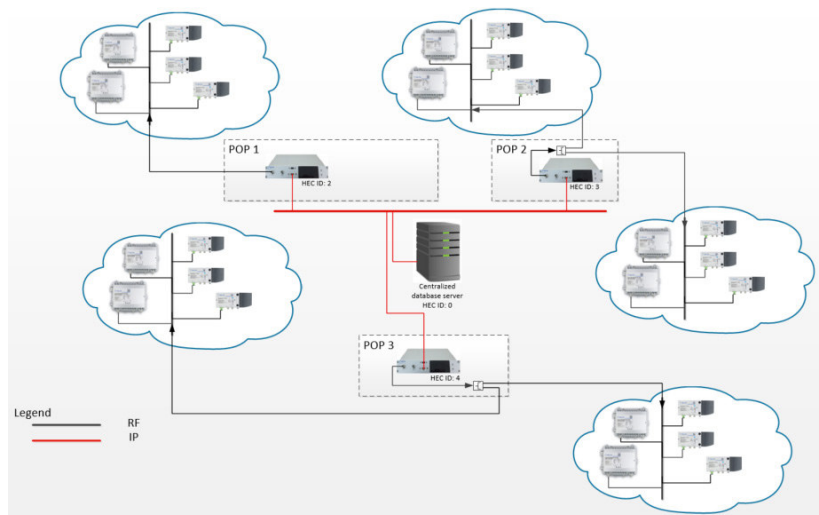 POP 1
HEC ID: 2
POP 2
HEC ID: 3
Centralized
database server
HEC ID: 0
POP 3
HEC ID: 4
Legend
RF
IP